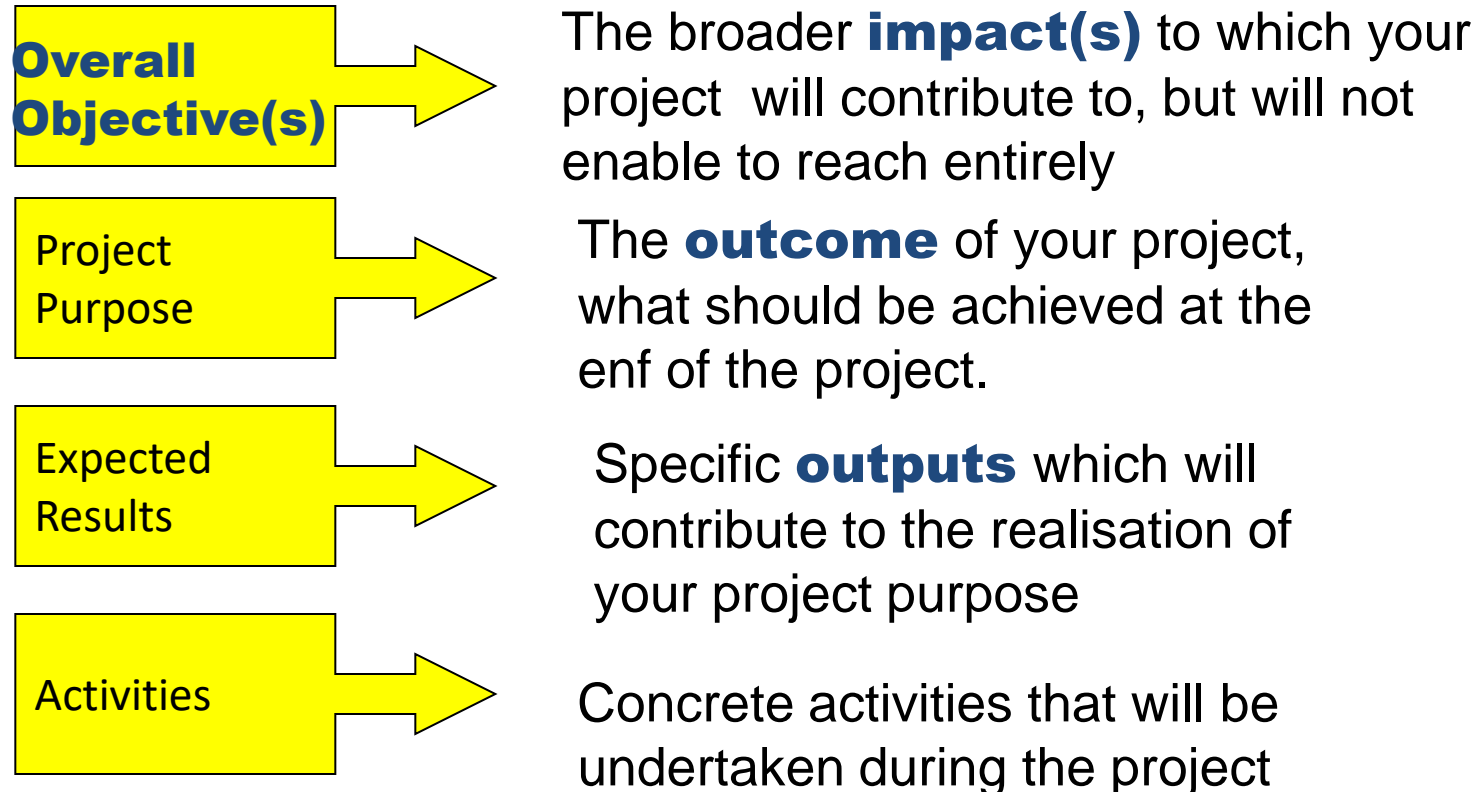 Overall
Objective(s)
The broader impact(s) to which your
project will contribute to, but will not
enable to reach entirely
Project
Purpose
The outcome of your project,
what should be achieved at the
enf of the project.
Expected
Results
Specific outputs which will
contribute to the realisation of
your project purpose
Activities
Concrete activities that will be
undertaken during the project